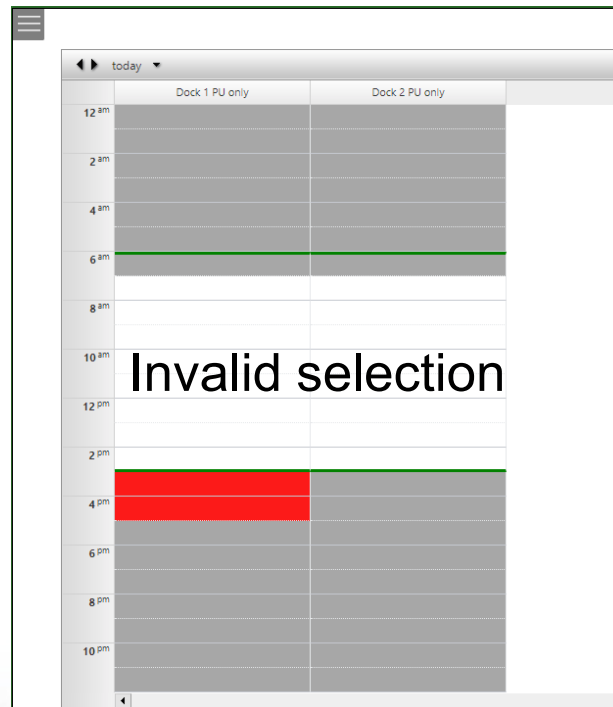 today
Dock 1 PU only Dock 2 PU only
12 am
2 am
4 am
6 am
8 am
10 am
Invalid selection
12 pm
2 pm
4 pm
6 pm
8 pm
10 pm